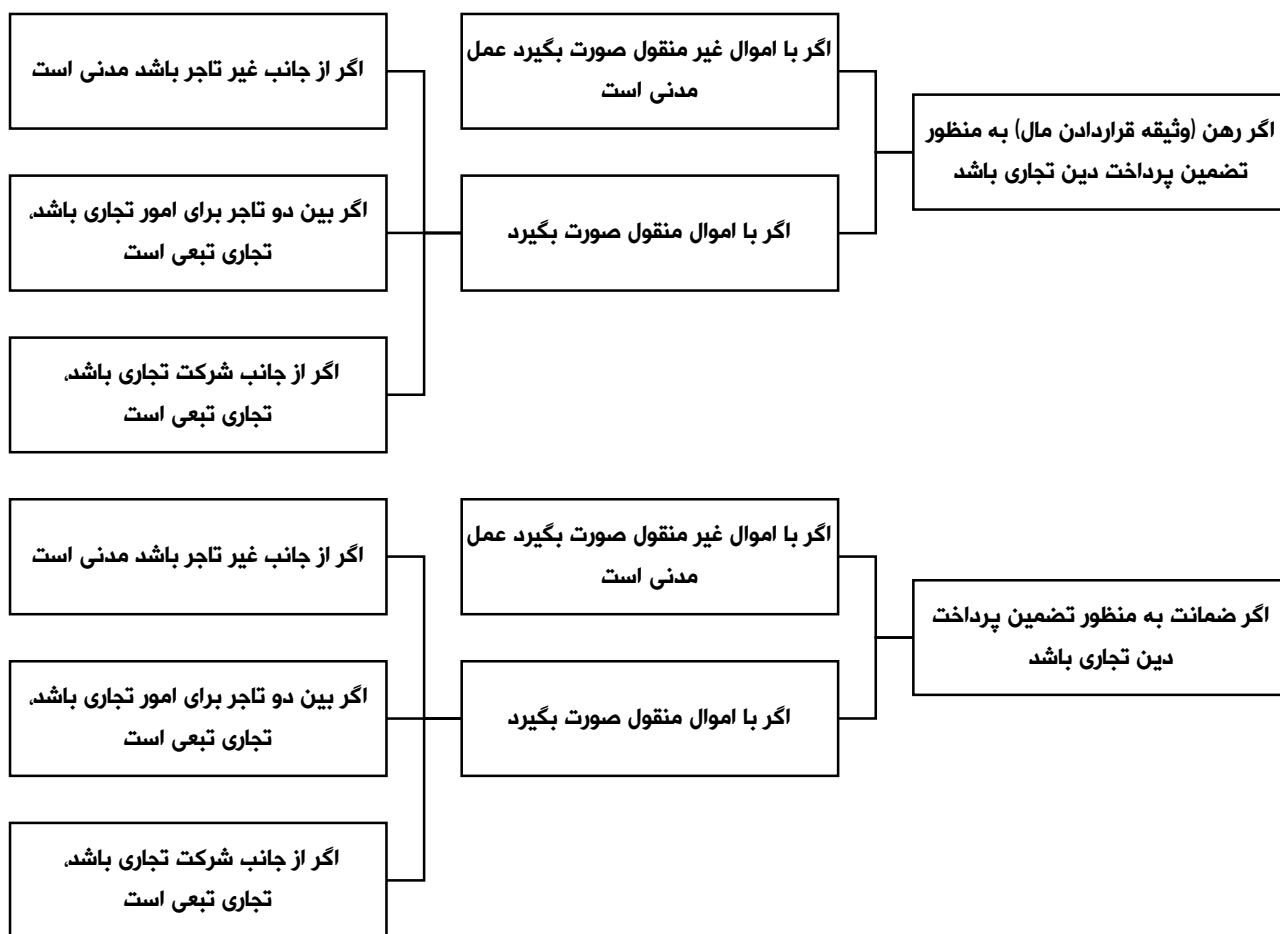 اگر رهن (وثیقه قراردادن مال) به منظور
تضمین پرداخت دین تجاری باشد
اگر با اموال غیر منقول صورت بگیرد عمل
مدنی است
اگر با اموال منقول صورت بگیرد
اگر از جانب غیر تاجر باشد مدنی است
اگر بین دو تاجر برای امور تجاری باشد،
تجاری تبعی است
اگر از جانب شرکت تجاری باشد،
تجاری تبعی است
اگر ضمانت به منظور تضمین پرداخت
دین تجاری باشد
اگر با اموال غیر منقول صورت بگیرد عمل
مدنی است
اگر با اموال منقول صورت بگیرد
اگر از جانب غیر تاجر باشد مدنی است
اگر بین دو تاجر برای امور تجاری باشد،
تجاری تبعی است
اگر از جانب شرکت تجاری باشد،
تجاری تبعی است